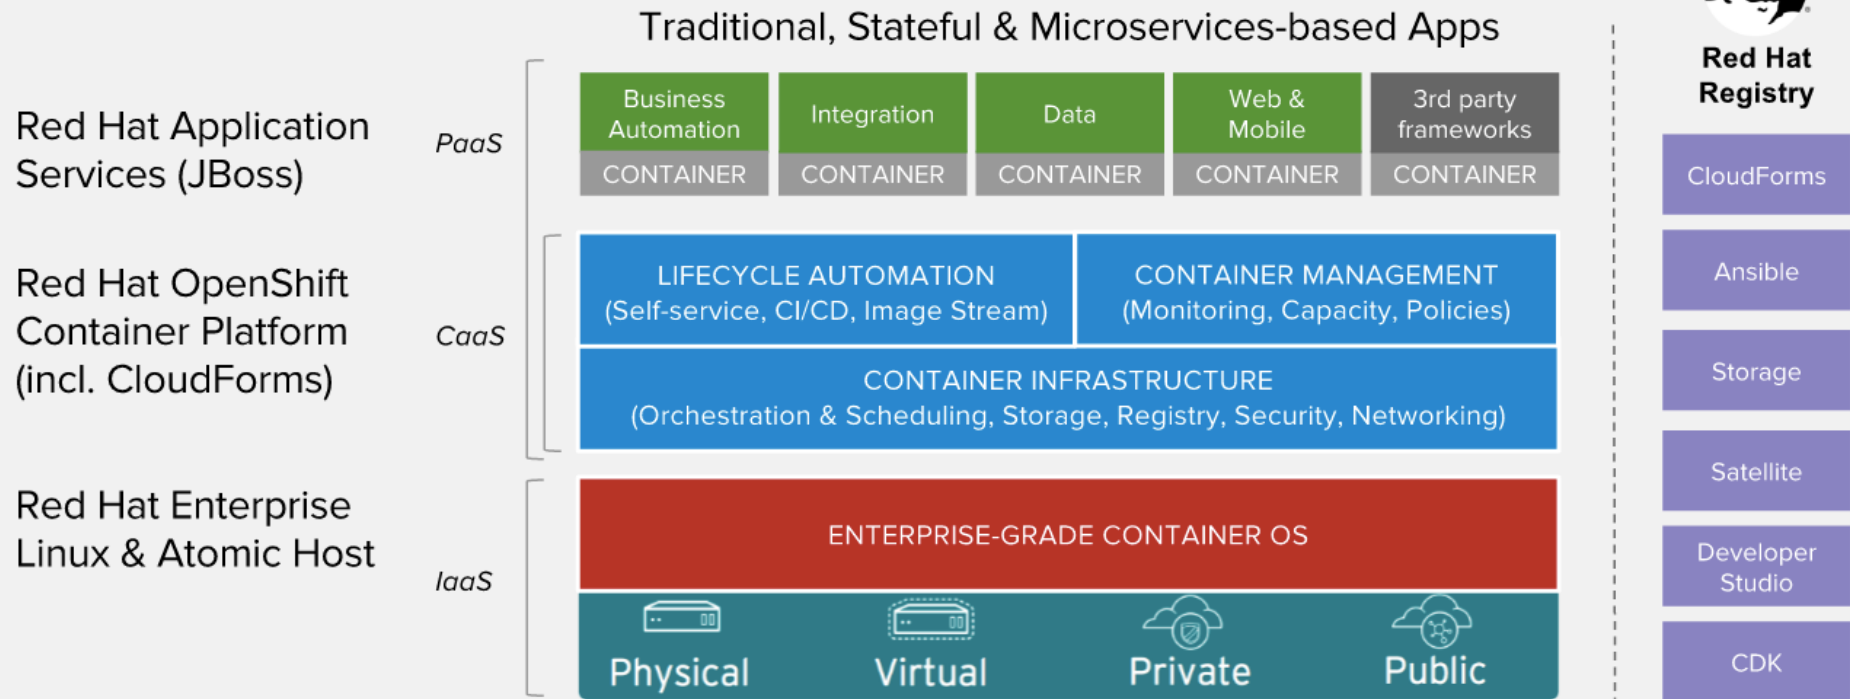 Traditional, Stateful & Microservices-based Apps
Red Hat Application
Services (JBoss)
PaaS
Business
Automation
CONTAINER
Integration
CONTAINER
Data
CONTAINER
Web &
Mobile
CONTAINER
3rd party
frameworks
CONTAINER
Red Hat OpenShift
Container Platform
(incl. CloudForms)
CaaS
LIFECYCLE AUTOMATION
(Self-service, CI/CD, Image Stream)
CONTAINER MANAGEMENT
(Monitoring, Capacity, Policies)
CONTAINER INFRASTRUCTURE
(Orchestration & Scheduling, Storage, Registry, Security, Networking)
Red Hat Enterprise
Linux & Atomic Host
IaaS
ENTERPRISE-GRADE CONTAINER OS
Physical
Virtual
Private
Public
Red Hat
Registry
CloudForms
Ansible
Storage
Satellite
Developer
Studio
CDK